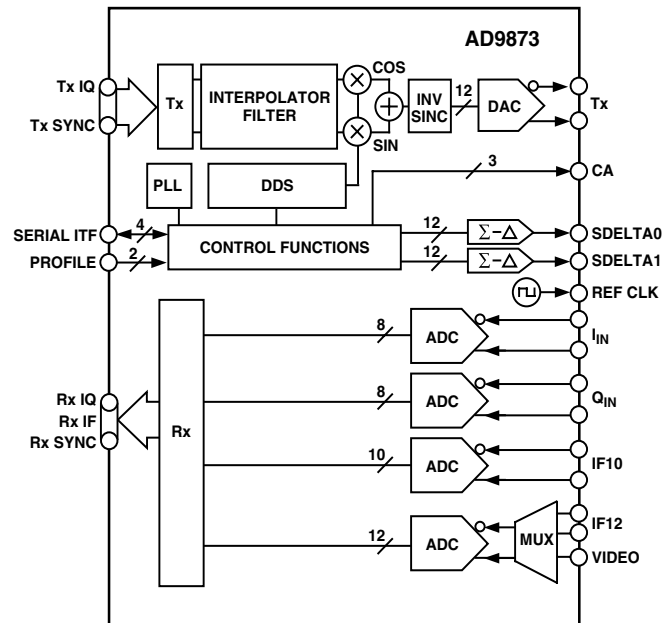 AD9873
COS
Tx IQ
Tx
INTERPOLATOR
FILTER
INV
SINC
12
DAC
Tx
Tx SYNC
SIN
3
CA
PLL
DDS
SERIAL ITF
4
CONTROL FUNCTIONS
12
Σ–Δ
SDELTA0
PROFILE
2
12
Σ–Δ
SDELTA1
REF CLK
8
ADC
IIN
Rx IQ
Rx IF
Rx SYNC
Rx
8
ADC
QIN
10
ADC
IF10
12
ADC
MUX
IF12
VIDEO